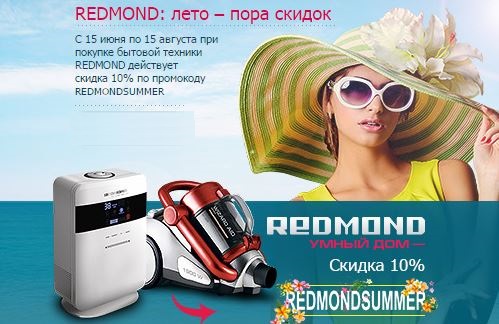 REDMOND: лето – пора скидок
С 15 июня по 15 августа при
покупке бытовой техники
REDMOND действует
скидка 10% по промокоду
REDMONDSUMMER
REDMOND
УМНЫЙ ДОМ —
Скидка 10%
REDMONDSUMMER
1800 W